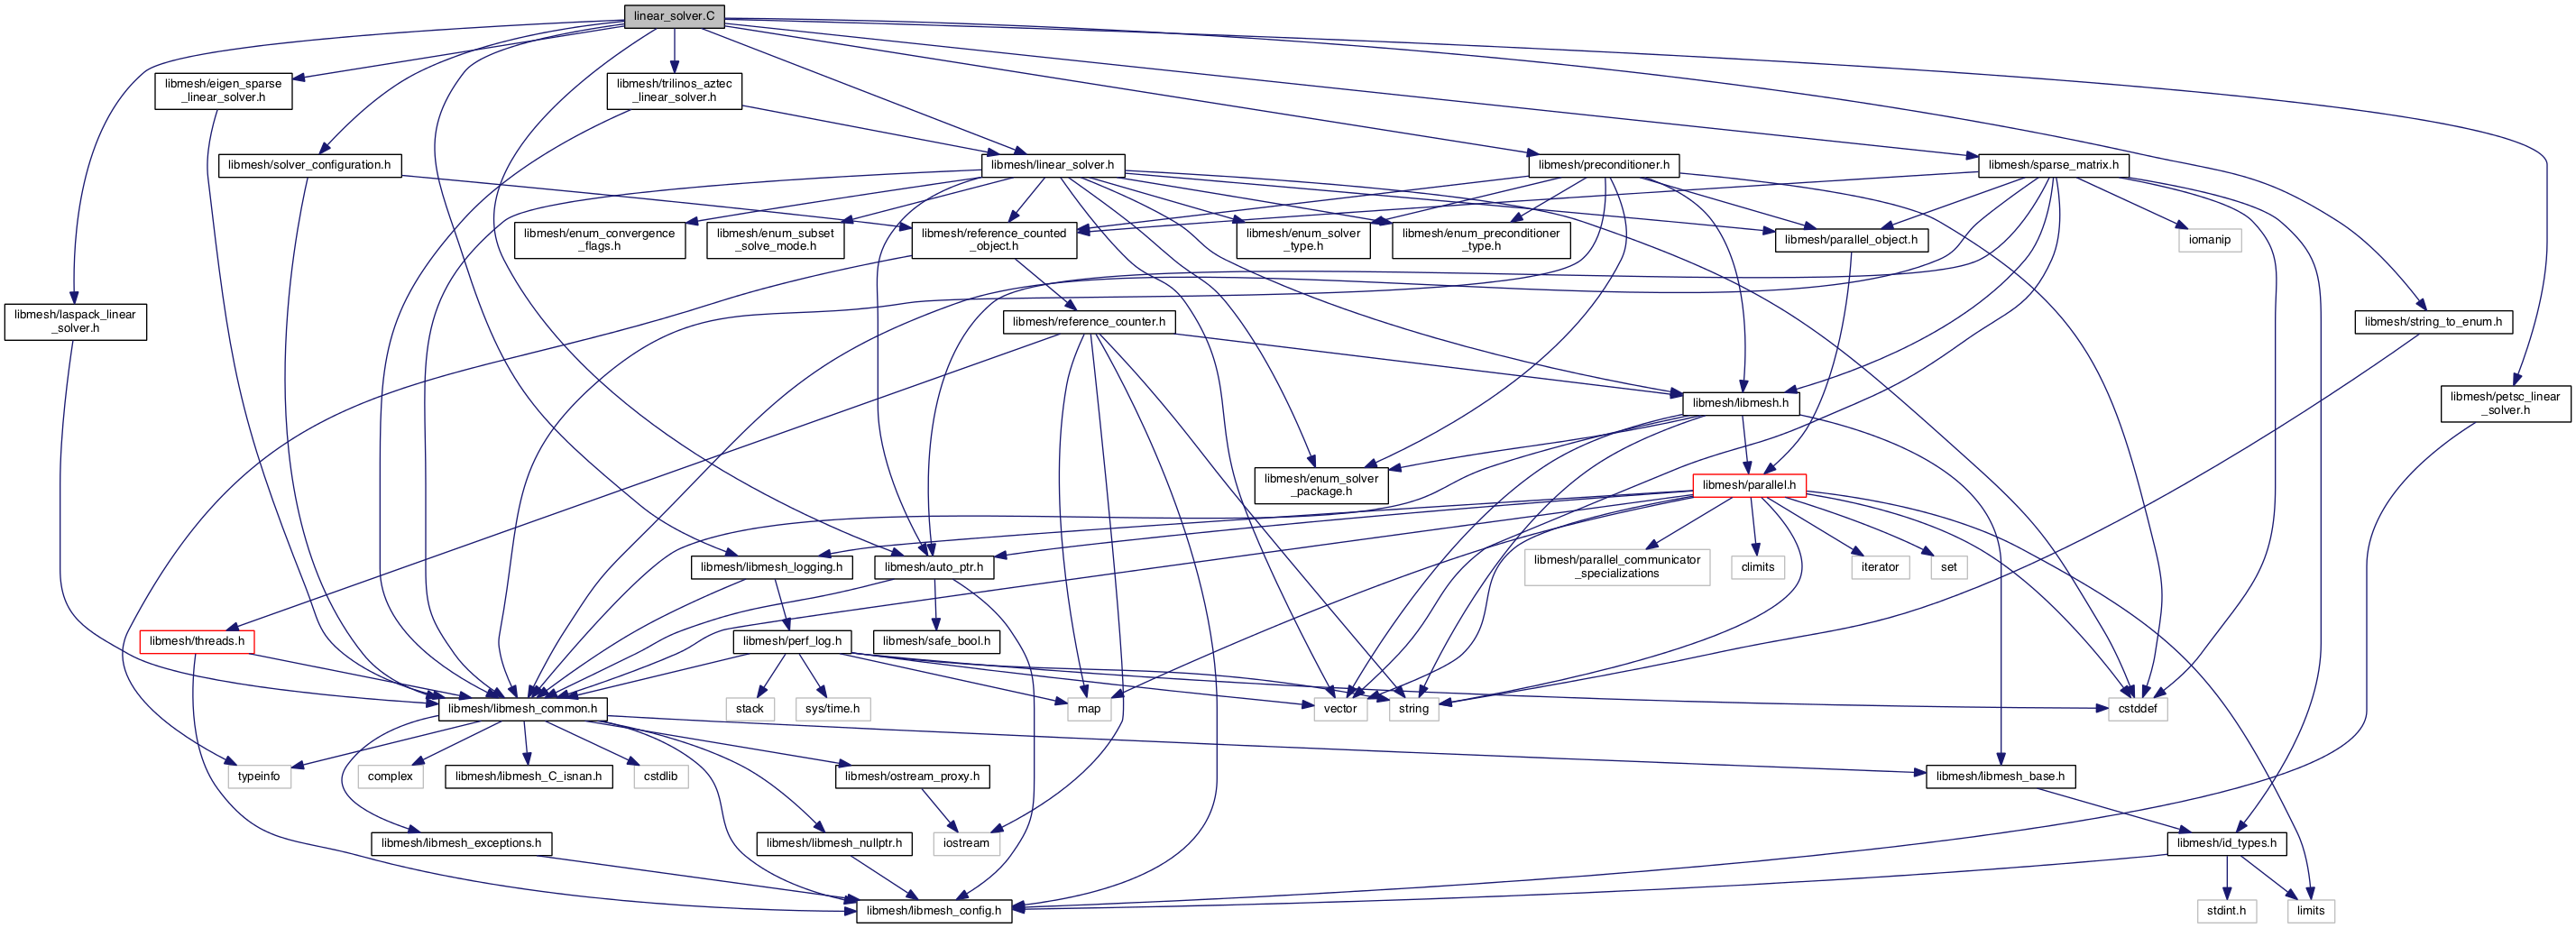 linear_solver.C
libmesh/eigen_sparse
_linear_solver.h
libmesh/trilinos_aztec
_linear_solver.h
libmesh/solver_configuration.h
libmesh/linear_solver.h
libmesh/preconditioner.h
libmesh/sparse_matrix.h
libmesh/enum_convergence
_flags.h
libmesh/enum_subset
_solve_mode.h
libmesh/reference_counted
_object.h
libmesh/enum_solver
_type.h
libmesh/enum_preconditioner
_type.h
libmesh/parallel_object.h
iomanip
libmesh/laspack_linear
_solver.h
libmesh/reference_counter.h
libmesh/string_to_enum.h
libmesh/libmesh.h
libmesh/petsc_linear
_solver.h
libmesh/enum_solver
_package.h
libmesh/parallel.h
libmesh/libmesh_logging.h
libmesh/auto_ptr.h
libmesh/parallel_communicator
_specializations
climits
iterator
set
libmesh/threads.h
libmesh/perf_log.h
libmesh/safe_bool.h
libmesh/libmesh_common.h
stack
sys/time.h
map
vector
string
cstddef
typeinfo
complex
libmesh/libmesh_C_isnan.h
cstdlib
libmesh/ostream_proxy.h
libmesh/libmesh_base.h
libmesh/libmesh_exceptions.h
libmesh/libmesh_nullptr.h
iostream
libmesh/id_types.h
libmesh/libmesh_config.h
stdint.h
limits